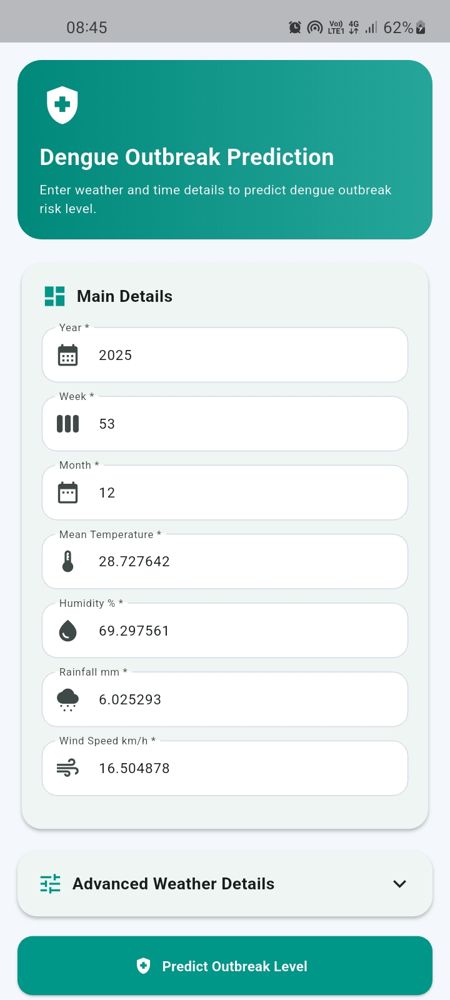 08:45
Vo))
LTE1
4G
62%
Dengue Outbreak Prediction
Enter weather and time details to predict dengue outbreak
risk level.
Main Details
Year *
2025
Week *
53
Month *
12
Mean Temperature *
28.727642
Humidity % *
69.297561
Rainfall mm *
6.025293
Wind Speed km/h *
16.504878
Advanced Weather Details
Predict Outbreak Level